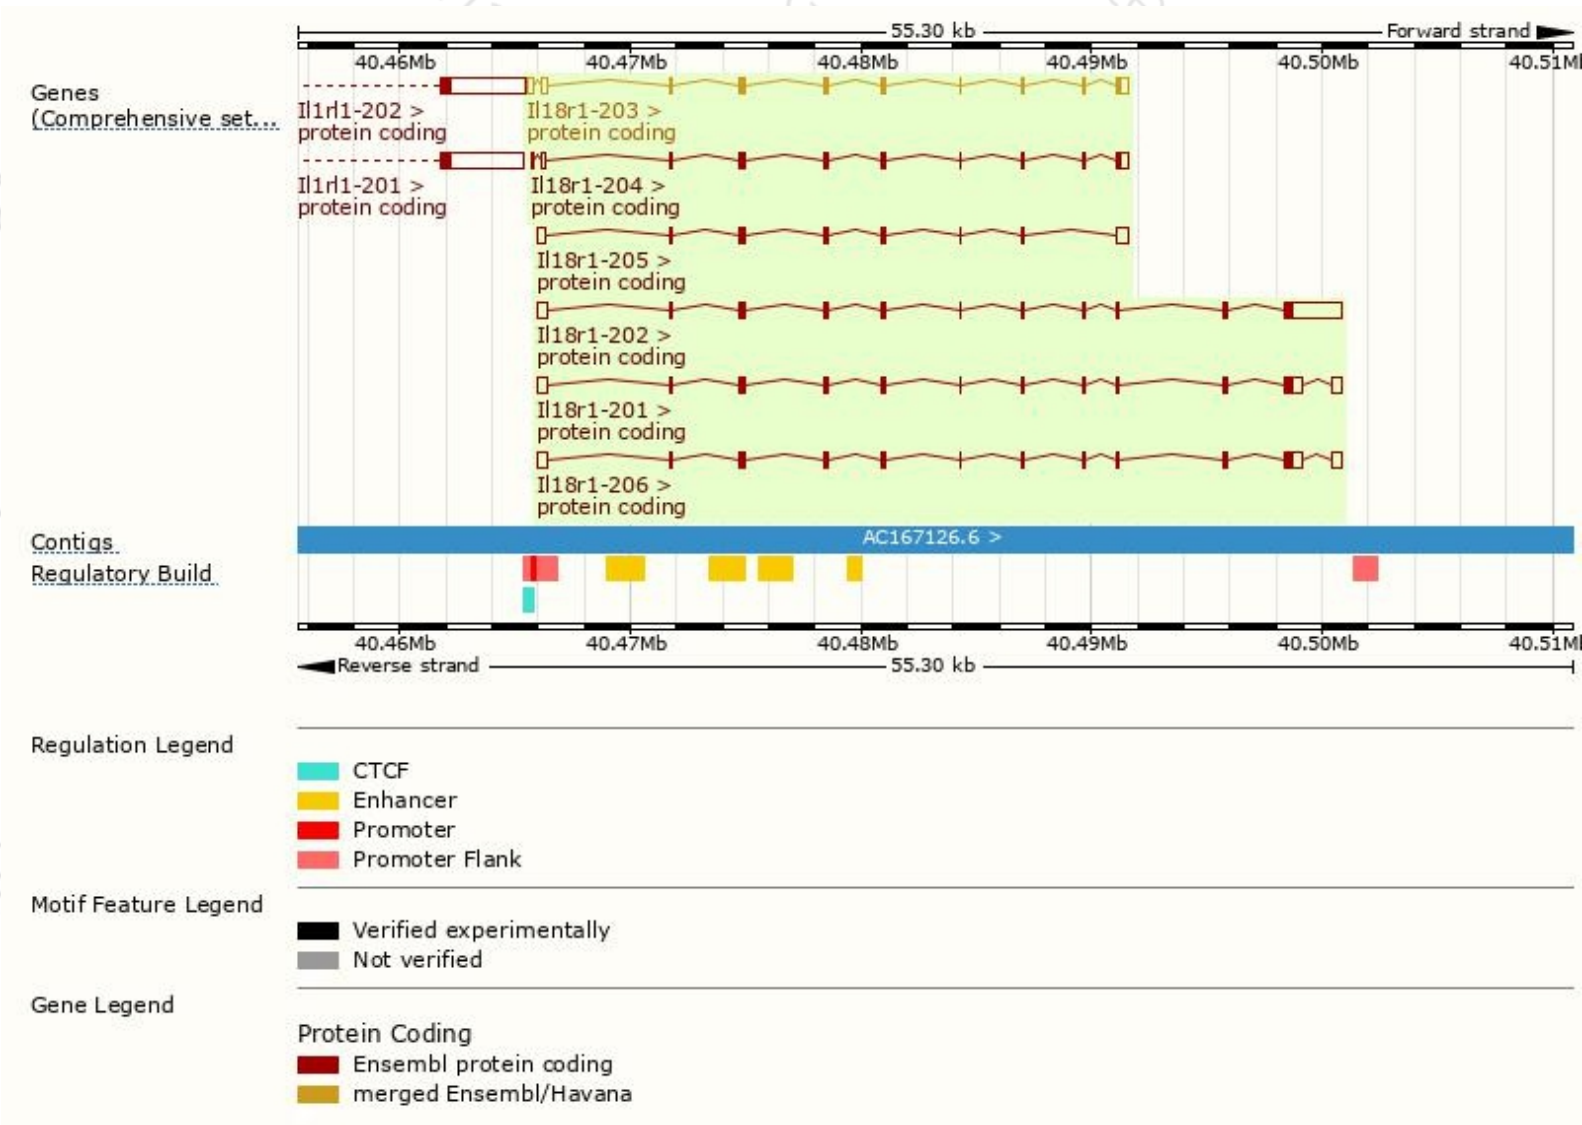 55.30 kb Forward strand
40.46Mb 40.47Mb 40.48Mb 40.49Mb 40.50Mb 40.51Mb
Genes
(Comprehensive set...
Il1rl1-202 > Il18r1-203 >
protein coding protein coding
Il1rl1-201 > Il18r1-204 >
protein coding protein coding
Il18r1-205 >
protein coding
Il18r1-202 >
protein coding
Il18r1-201 >
protein coding
Il18r1-206 >
protein coding
Contigs AC167126.6 >
Regulatory Build
40.46Mb 40.47Mb 40.48Mb 40.49Mb 40.50Mb 40.51Mb
Reverse strand 55.30 kb
Regulation Legend
CTCF
Enhancer
Promoter
Promoter Flank
Motif Feature Legend
Verified experimentally
Not verified
Gene Legend
Protein Coding
Ensembl protein coding
merged Ensembl/Havana